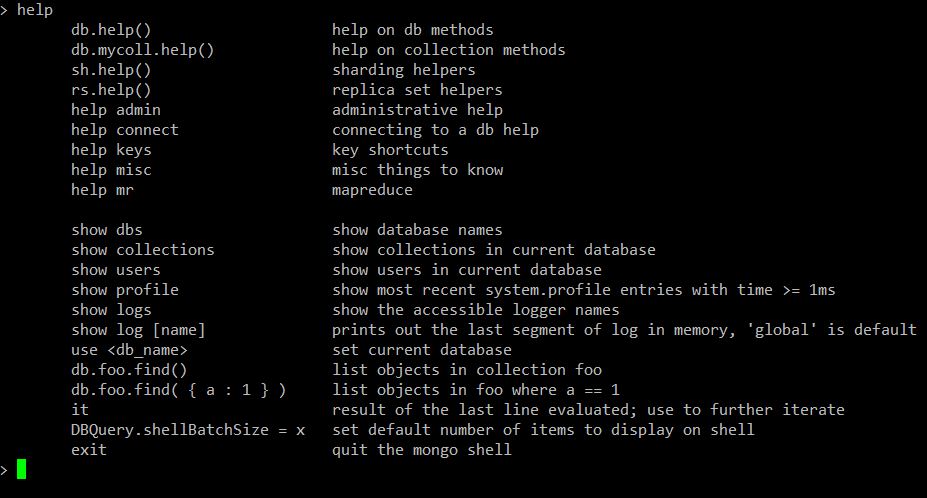 > help
db.help() help on db methods
db.mycoll.help() help on collection methods
sh.help() sharding helpers
rs.help() replica set helpers
help admin administrative help
help connect connecting to a db help
help keys key shortcuts
help misc misc things to know
help mr mapreduce
show dbs show database names
show collections show collections in current database
show users show users in current database
show profile show most recent system.profile entries with time >= 1ms
show logs show the accessible logger names
show log [name] prints out the last segment of log in memory, 'global' is default
use <db_name> set current database
db.foo.find() list objects in collection foo
db.foo.find( { a : 1 } ) list objects in foo where a == 1
it result of the last line evaluated; use to further iterate
DBQuery.shellBatchSize = x set default number of items to display on shell
exit quit the mongo shell
>